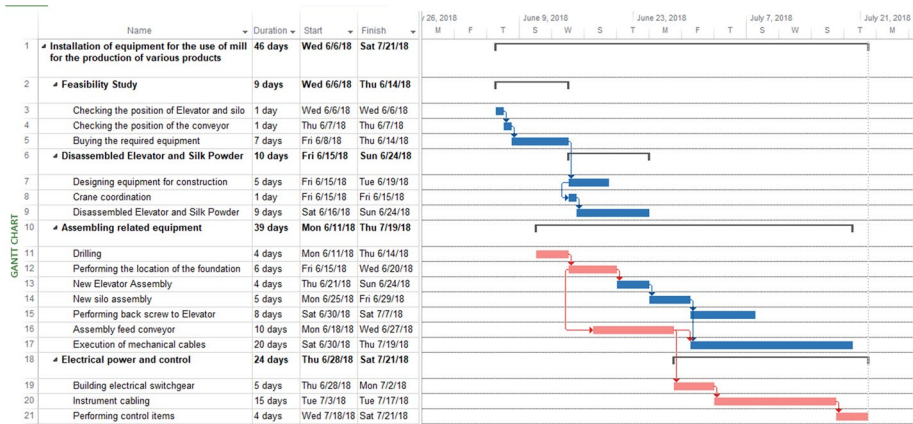 Name Duration Start Finish
y 26, 2018 June 9, 2018 June 23, 2018 July 7, 2018 July 21, 2018
M F T S W S T M F T S W S T M
1 Installation of equipment for the use of mill 46 days Wed 6/6/18 Sat 7/21/18
for the production of various products
2 Feasibility Study 9 days Wed 6/6/18 Thu 6/14/18
3 Checking the position of Elevator and silo 1 day Wed 6/6/18 Wed 6/6/18
4 Checking the position of the conveyor 1 day Thu 6/7/18 Thu 6/7/18
5 Buying the required equipment 7 days Fri 6/8/18 Thu 6/14/18
6 Disassembled Elevator and Silk Powder 10 days Fri 6/15/18 Sun 6/24/18
7 Designing equipment for construction 5 days Fri 6/15/18 Tue 6/19/18
8 Crane coordination 1 day Fri 6/15/18 Fri 6/15/18
9 Disassembled Elevator and Silk Powder 9 days Sat 6/16/18 Sun 6/24/18
10 Assembling related equipment 39 days Mon 6/11/18 Thu 7/19/18
11 Drilling 4 days Mon 6/11/18 Thu 6/14/18
12 Performing the location of the foundation 6 days Fri 6/15/18 Wed 6/20/18
13 New Elevator Assembly 4 days Thu 6/21/18 Sun 6/24/18
14 New silo assembly 5 days Mon 6/25/18 Fri 6/29/18
15 Performing back screw to Elevator 8 days Sat 6/30/18 Sat 7/7/18
16 Assembly feed conveyor 10 days Mon 6/18/18 Wed 6/27/18
17 Execution of mechanical cables 20 days Sat 6/30/18 Thu 7/19/18
18 Electrical power and control 24 days Thu 6/28/18 Sat 7/21/18
19 Building electrical switchgear 5 days Thu 6/28/18 Mon 7/2/18
20 Instrument cabling 15 days Tue 7/3/18 Tue 7/17/18
21 Performing control items 4 days Wed 7/18/18 Sat 7/21/18
GANTT CHART